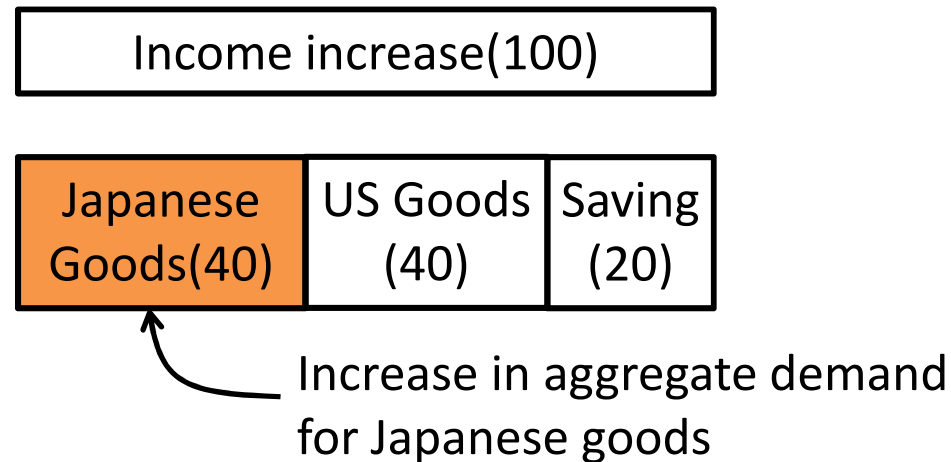 Income increase(100)
Japanese
Goods(40)
US Goods
(40)
Saving
(20)
Increase in aggregate demand
for Japanese goods